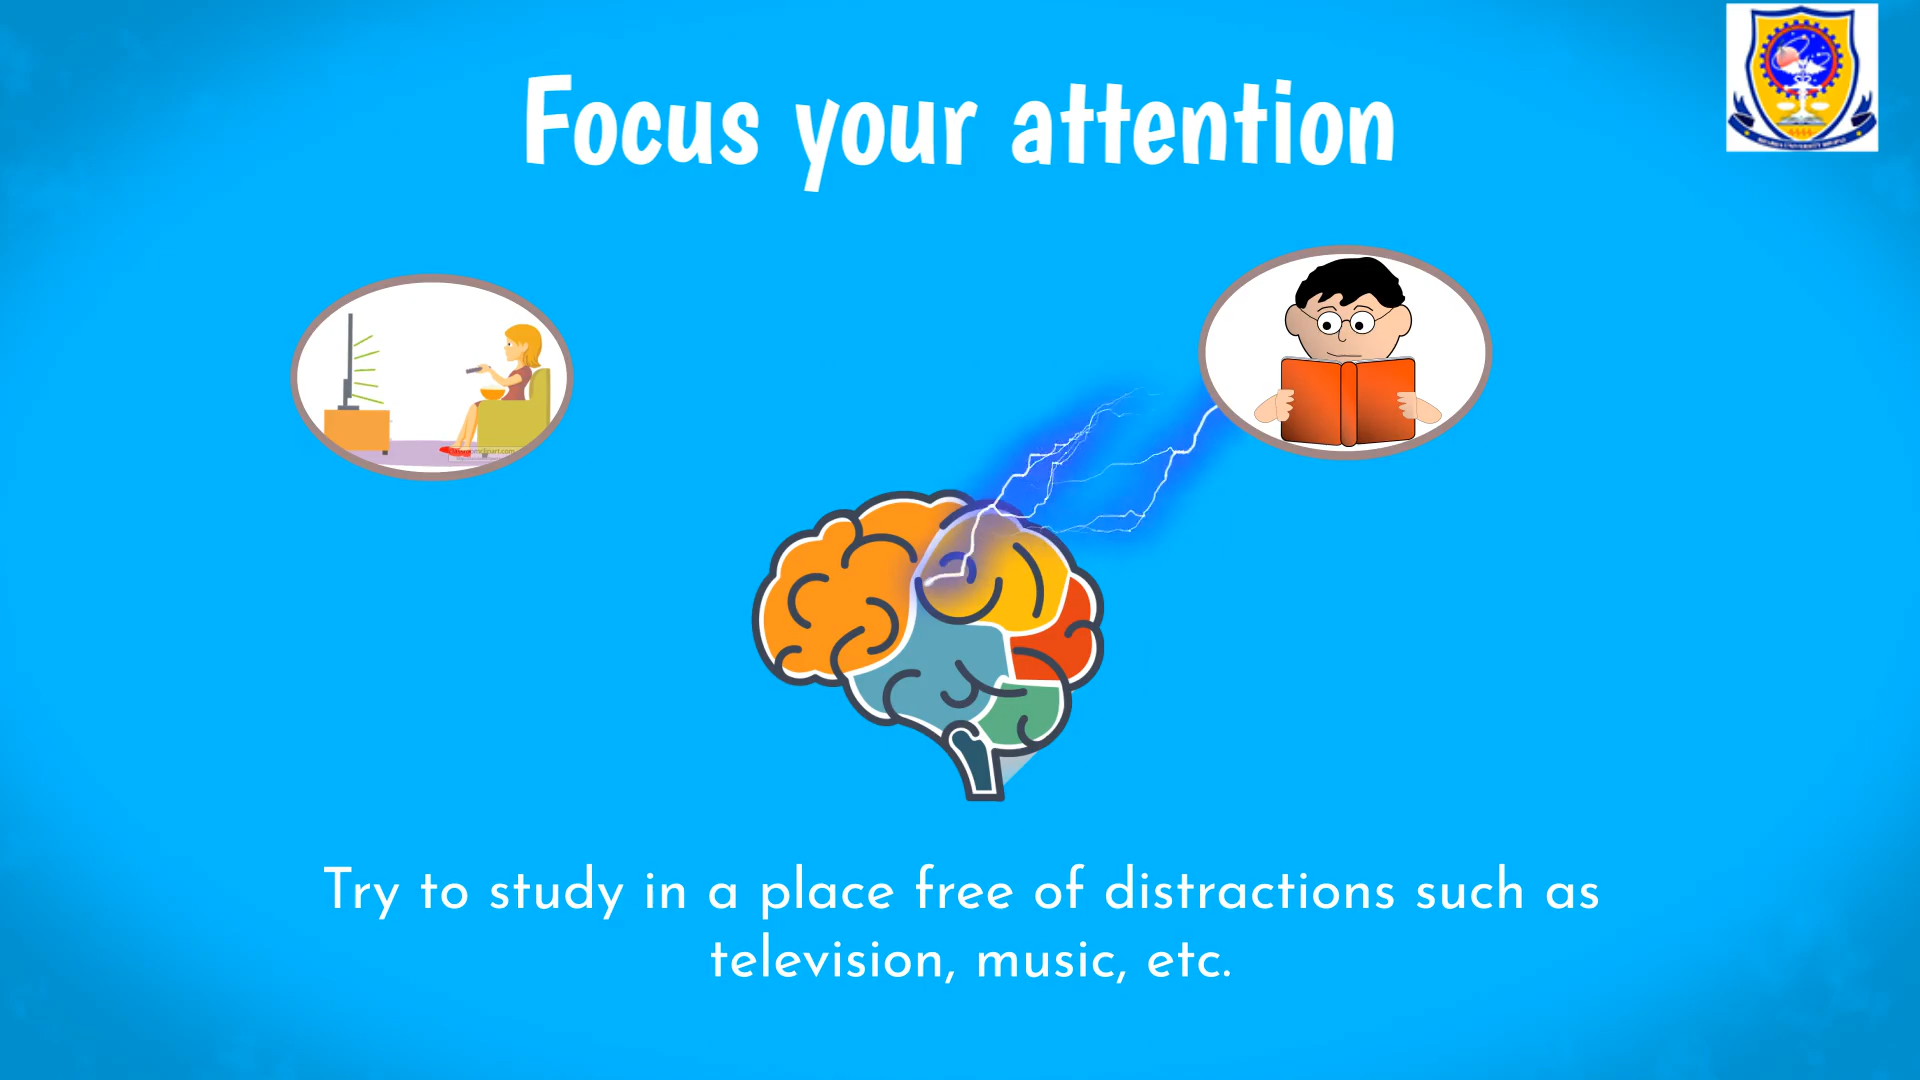 Focus your attention
Try to study in a place free of distractions such as
television, music, etc.